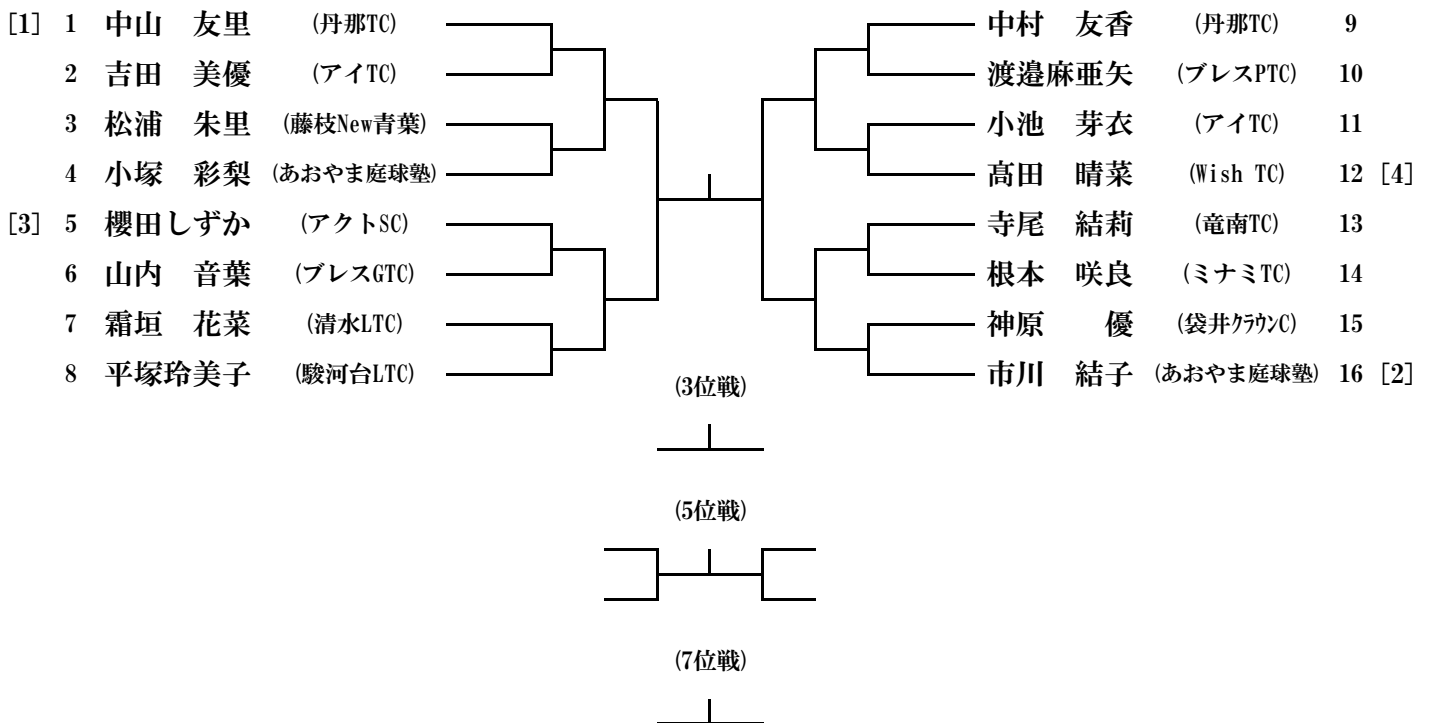 [1] 1 中山 友里 (丹那TC) 中村 友香 (丹那TC) 9
2 吉田 美優 (アイTC) 渡邉麻亜矢 (ブレスPTC) 10
3 松浦 朱里 (藤枝New青葉) 小池 芽衣 (アイTC) 11
4 小塚 彩梨 (あおやま庭球塾) 髙田 晴菜 (Wish TC) 12 [4]
[3] 5 櫻田しずか (アクトSC) 寺尾 結莉 (竜南TC) 13
6 山内 音葉 (ブレスGTC) 根本 咲良 (ミナミTC) 14
7 霜垣 花菜 (清水LTC) 神原 優 (袋井ｸﾗｳﾝC) 15
8 平塚玲美子 (駿河台LTC) 市川 結子 (あおやま庭球塾) 16 [2]
(3位戦)
(5位戦)
(7位戦)